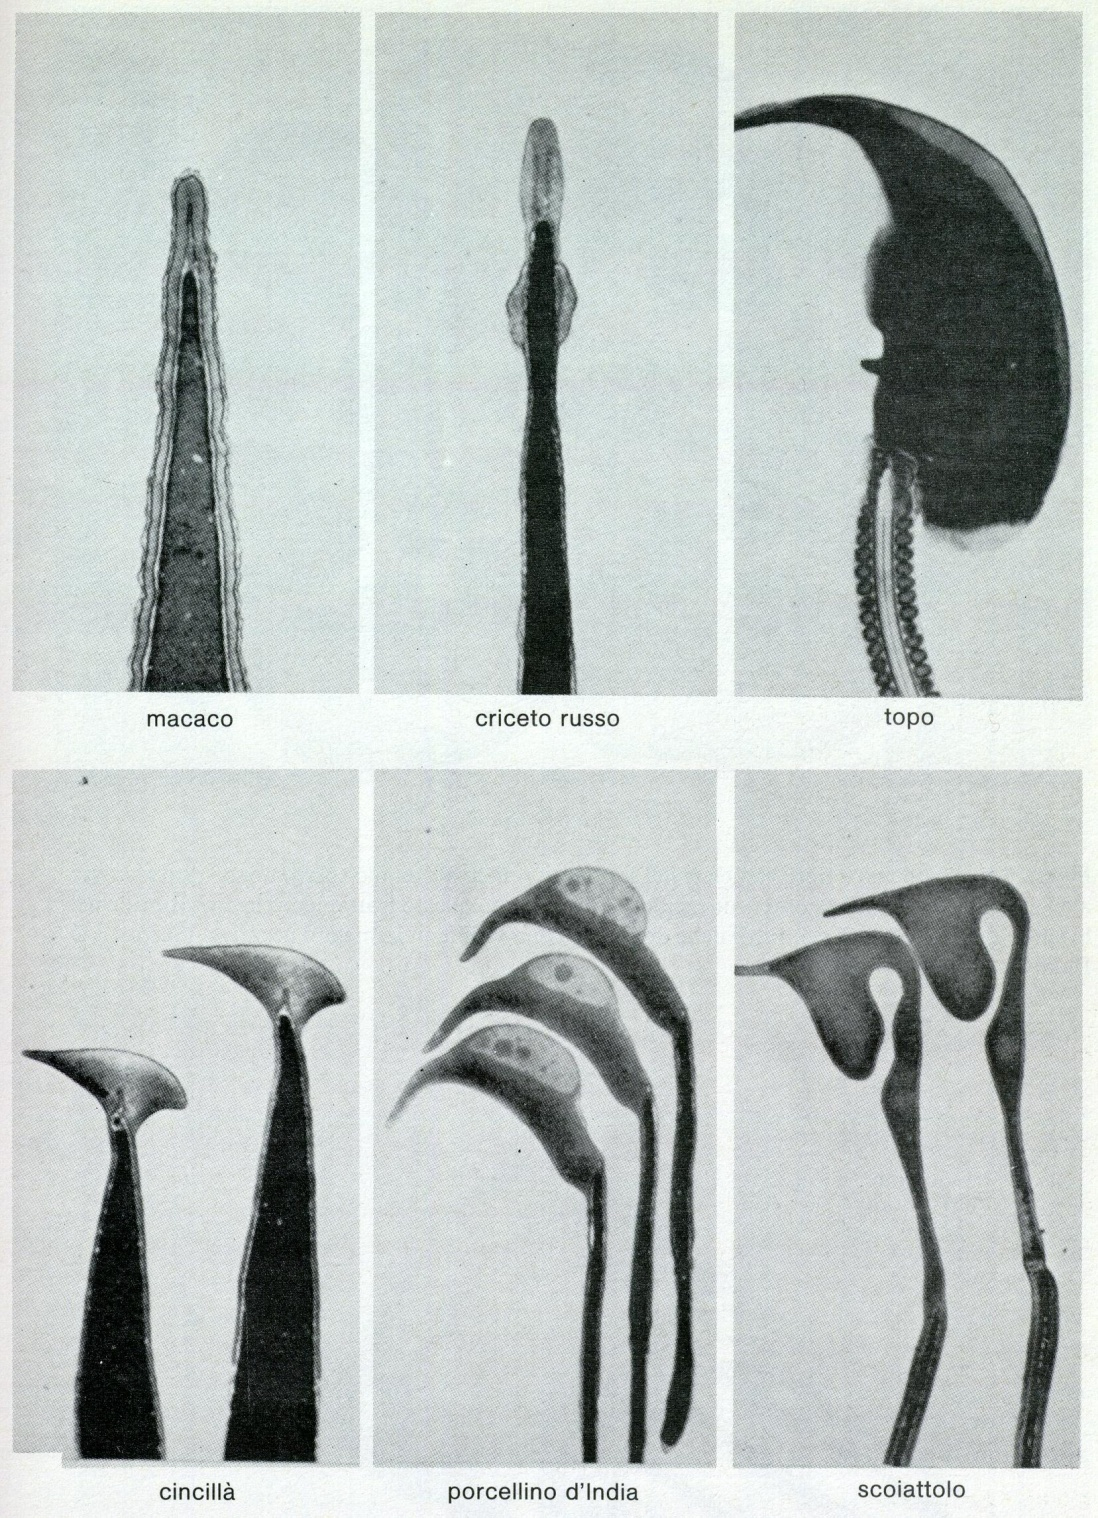 macaco
criceto russo
topo
cincillà
porcellino d'India
scoiattolo